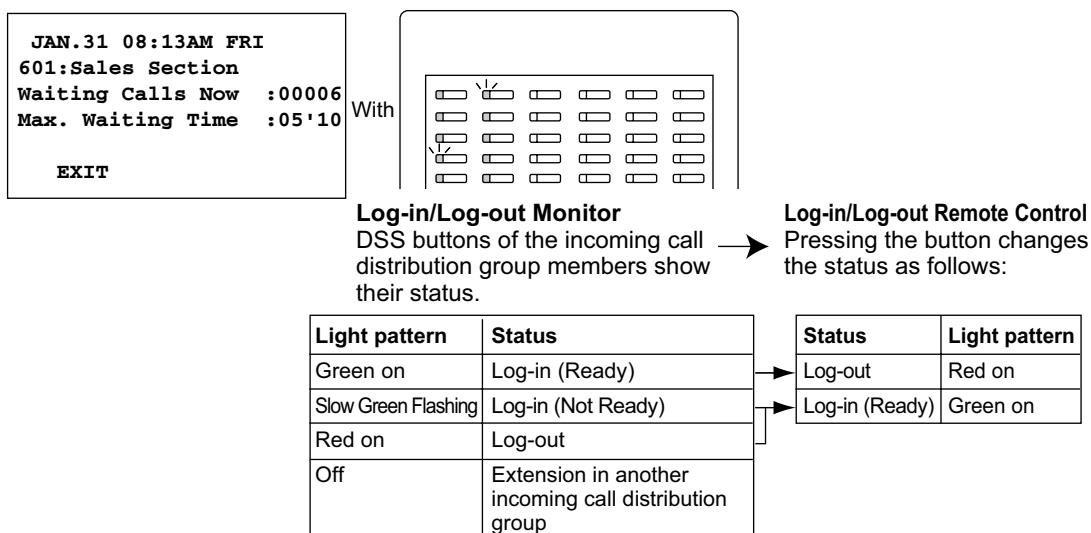 JAN.31 08:13AM FRI
601:Sales Section
Waiting Calls Now :00006
Max. Waiting Time :05'10
EXIT
With
Log-in/Log-out Monitor
DSS buttons of the incoming call
distribution group members show
their status.
Log-in/Log-out Remote Control
Pressing the button changes
the status as follows:
Light pattern Status
Green on Log-in (Ready)
Slow Green Flashing Log-in (Not Ready)
Red on Log-out
Off Extension in another
incoming call distribution
group
Status Light pattern
Log-out Red on
Log-in (Ready) Green on